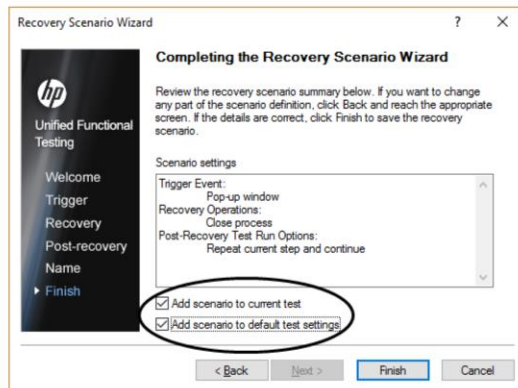 Recovery Scenario Wizard
?
Completing the Recovery Scenario Wizard
Review the recovery scenario summary below. If you want to change
any part of the scenario definition, click Back and reach the appropriate
screen. If the details are correct, click Finish to save the recovery
scenario.
hp
Unified Functional
Testing
Welcome
Trigger
Recovery
Post-recovery
Name
Finish
Scenario settings
Trigger Event:
Pop-up window
Recovery Operations:
Close process
Post-Recovery Test Run Options:
Repeat current step and continue
Add scenario to current test
Add scenario to default test settings
< Back
Next >
Finish
Cancel